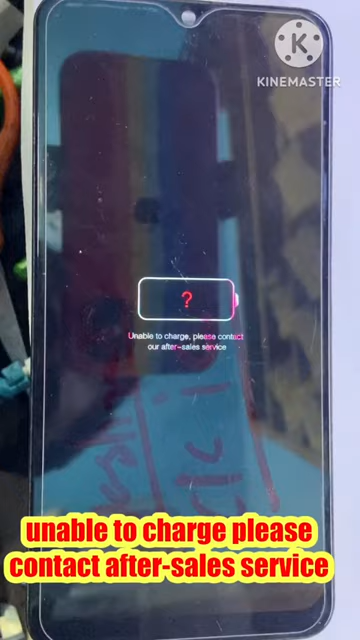 KINEMASTER
?
Unable to charge, please contact
our after-sales service
unable to charge please
contact after-sales service